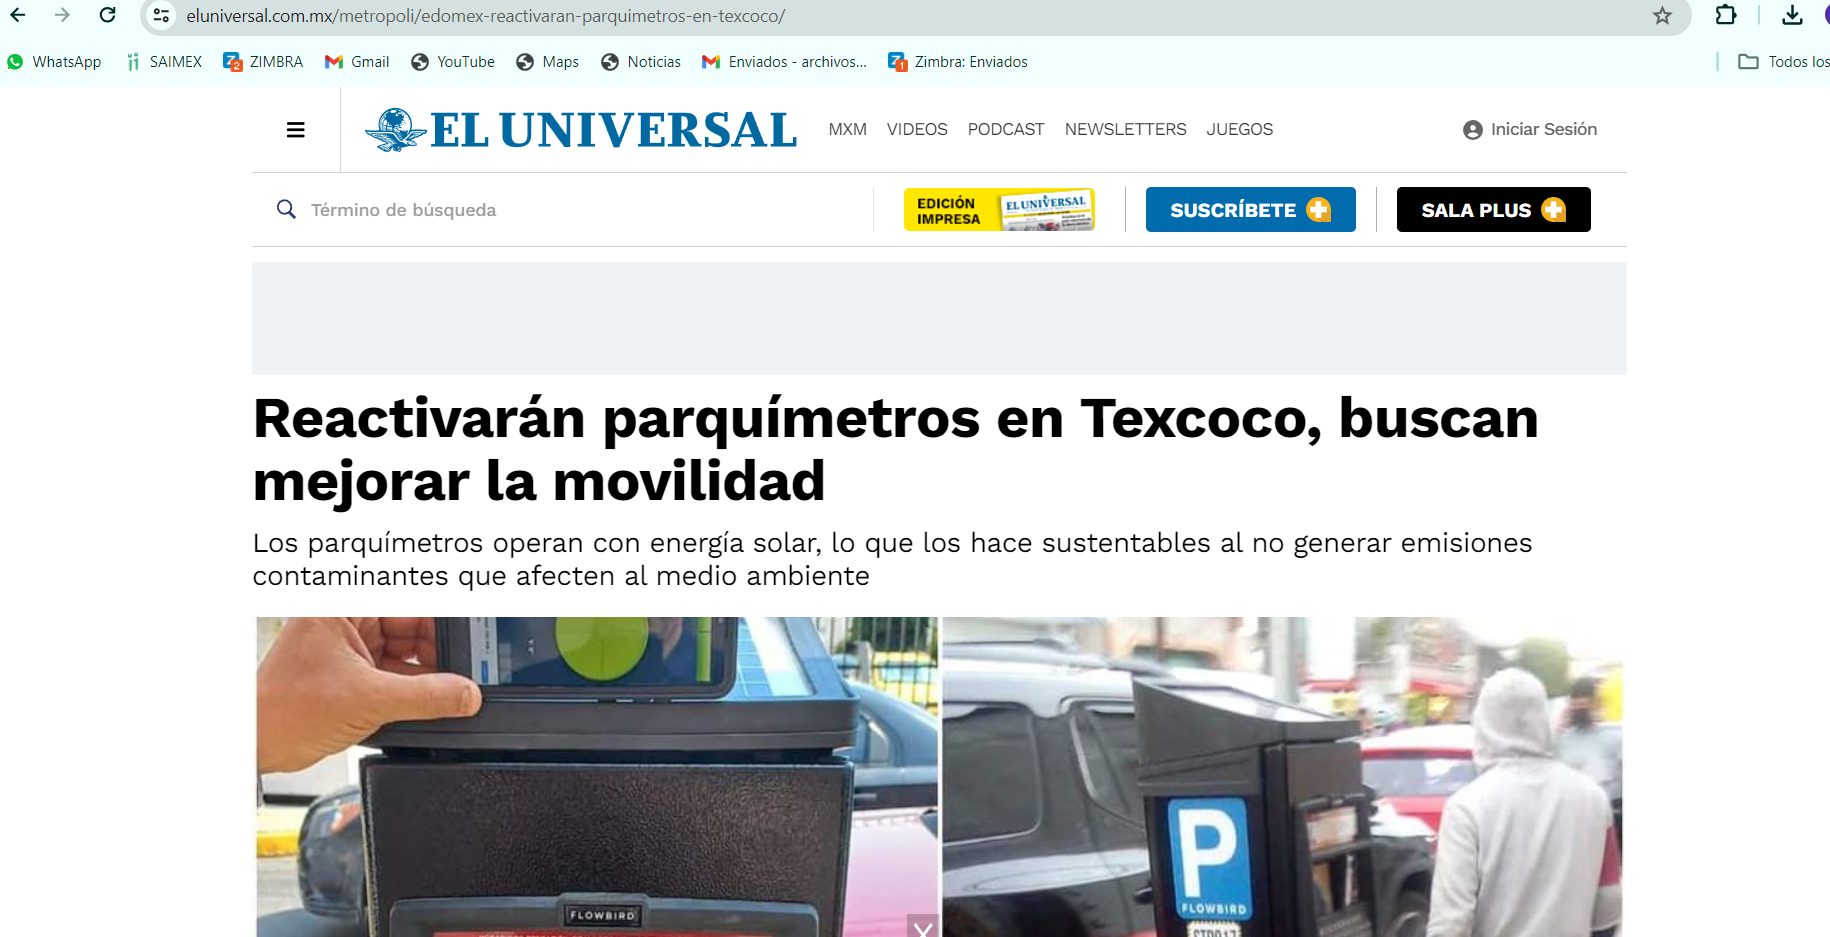 eluniversal.com.mx/metropoli/edomex-reactivaran-parquimetros-en-texcoco/
WhatsApp SAIMEX ZIMBRA Gmail YouTube Maps Noticias Enviados - archivos... Zimbra: Enviados Todos los
EL UNIVERSAL MXM VIDEOS PODCAST NEWSLETTERS JUEGOS Iniciar Sesión
Término de búsqueda
EDICIÓN
IMPRESA
EL UNIVERSAL
SUSCRÍBETE
SALA PLUS
Reactivarán parquímetros en Texcoco, buscan
mejorar la movilidad
Los parquímetros operan con energía solar, lo que los hace sustentables al no generar emisiones
contaminantes que afecten al medio ambiente
P
FLOWBIRD
FLOWBIRD